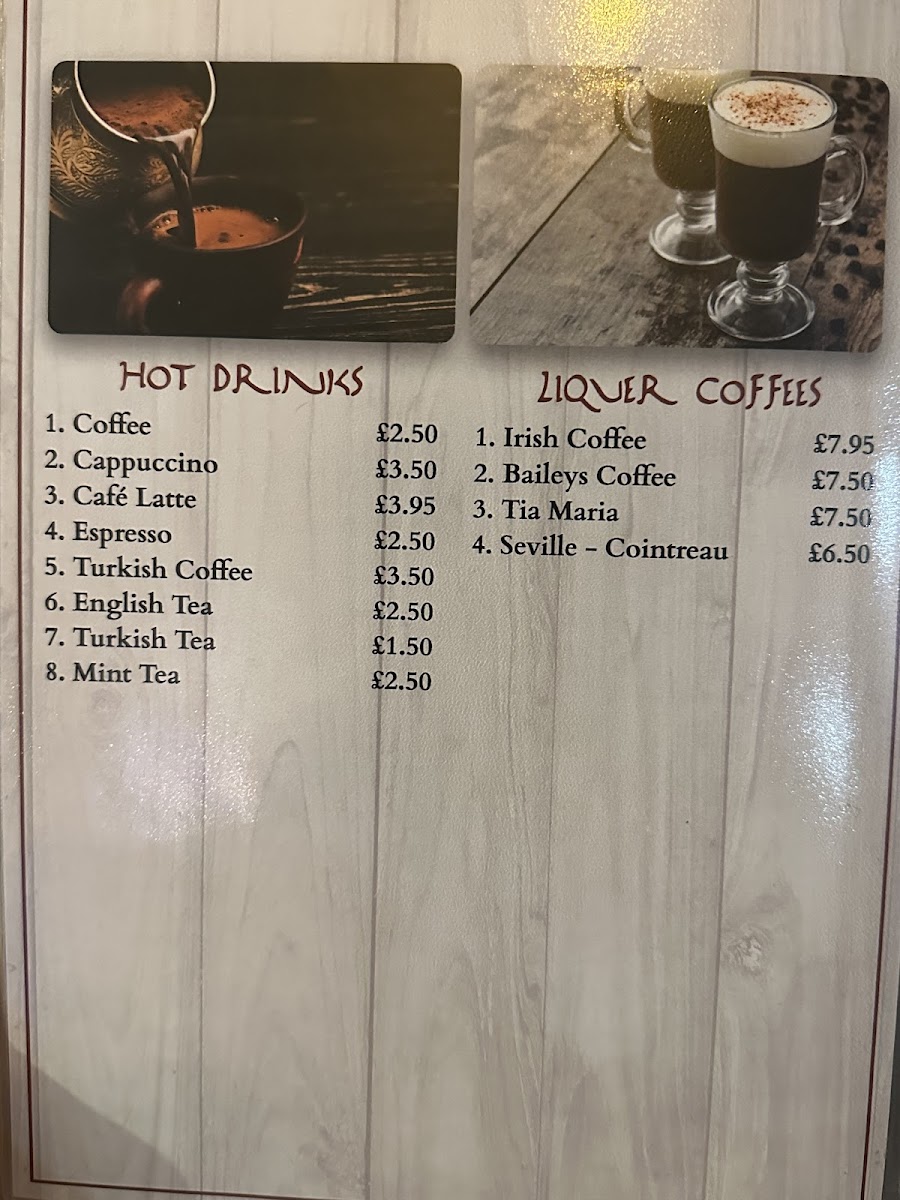 HOT DRINKS
1. Coffee £2.50
2. Cappuccino £3.50
3. Café Latte £3.95
4. Espresso £2.50
5. Turkish Coffee £3.50
6. English Tea £2.50
7. Turkish Tea £1.50
8. Mint Tea £2.50
LIQUER COFFEES
1. Irish Coffee £7.95
2. Baileys Coffee £7.50
3. Tia Maria £7.50
4. Seville - Cointreau £6.50